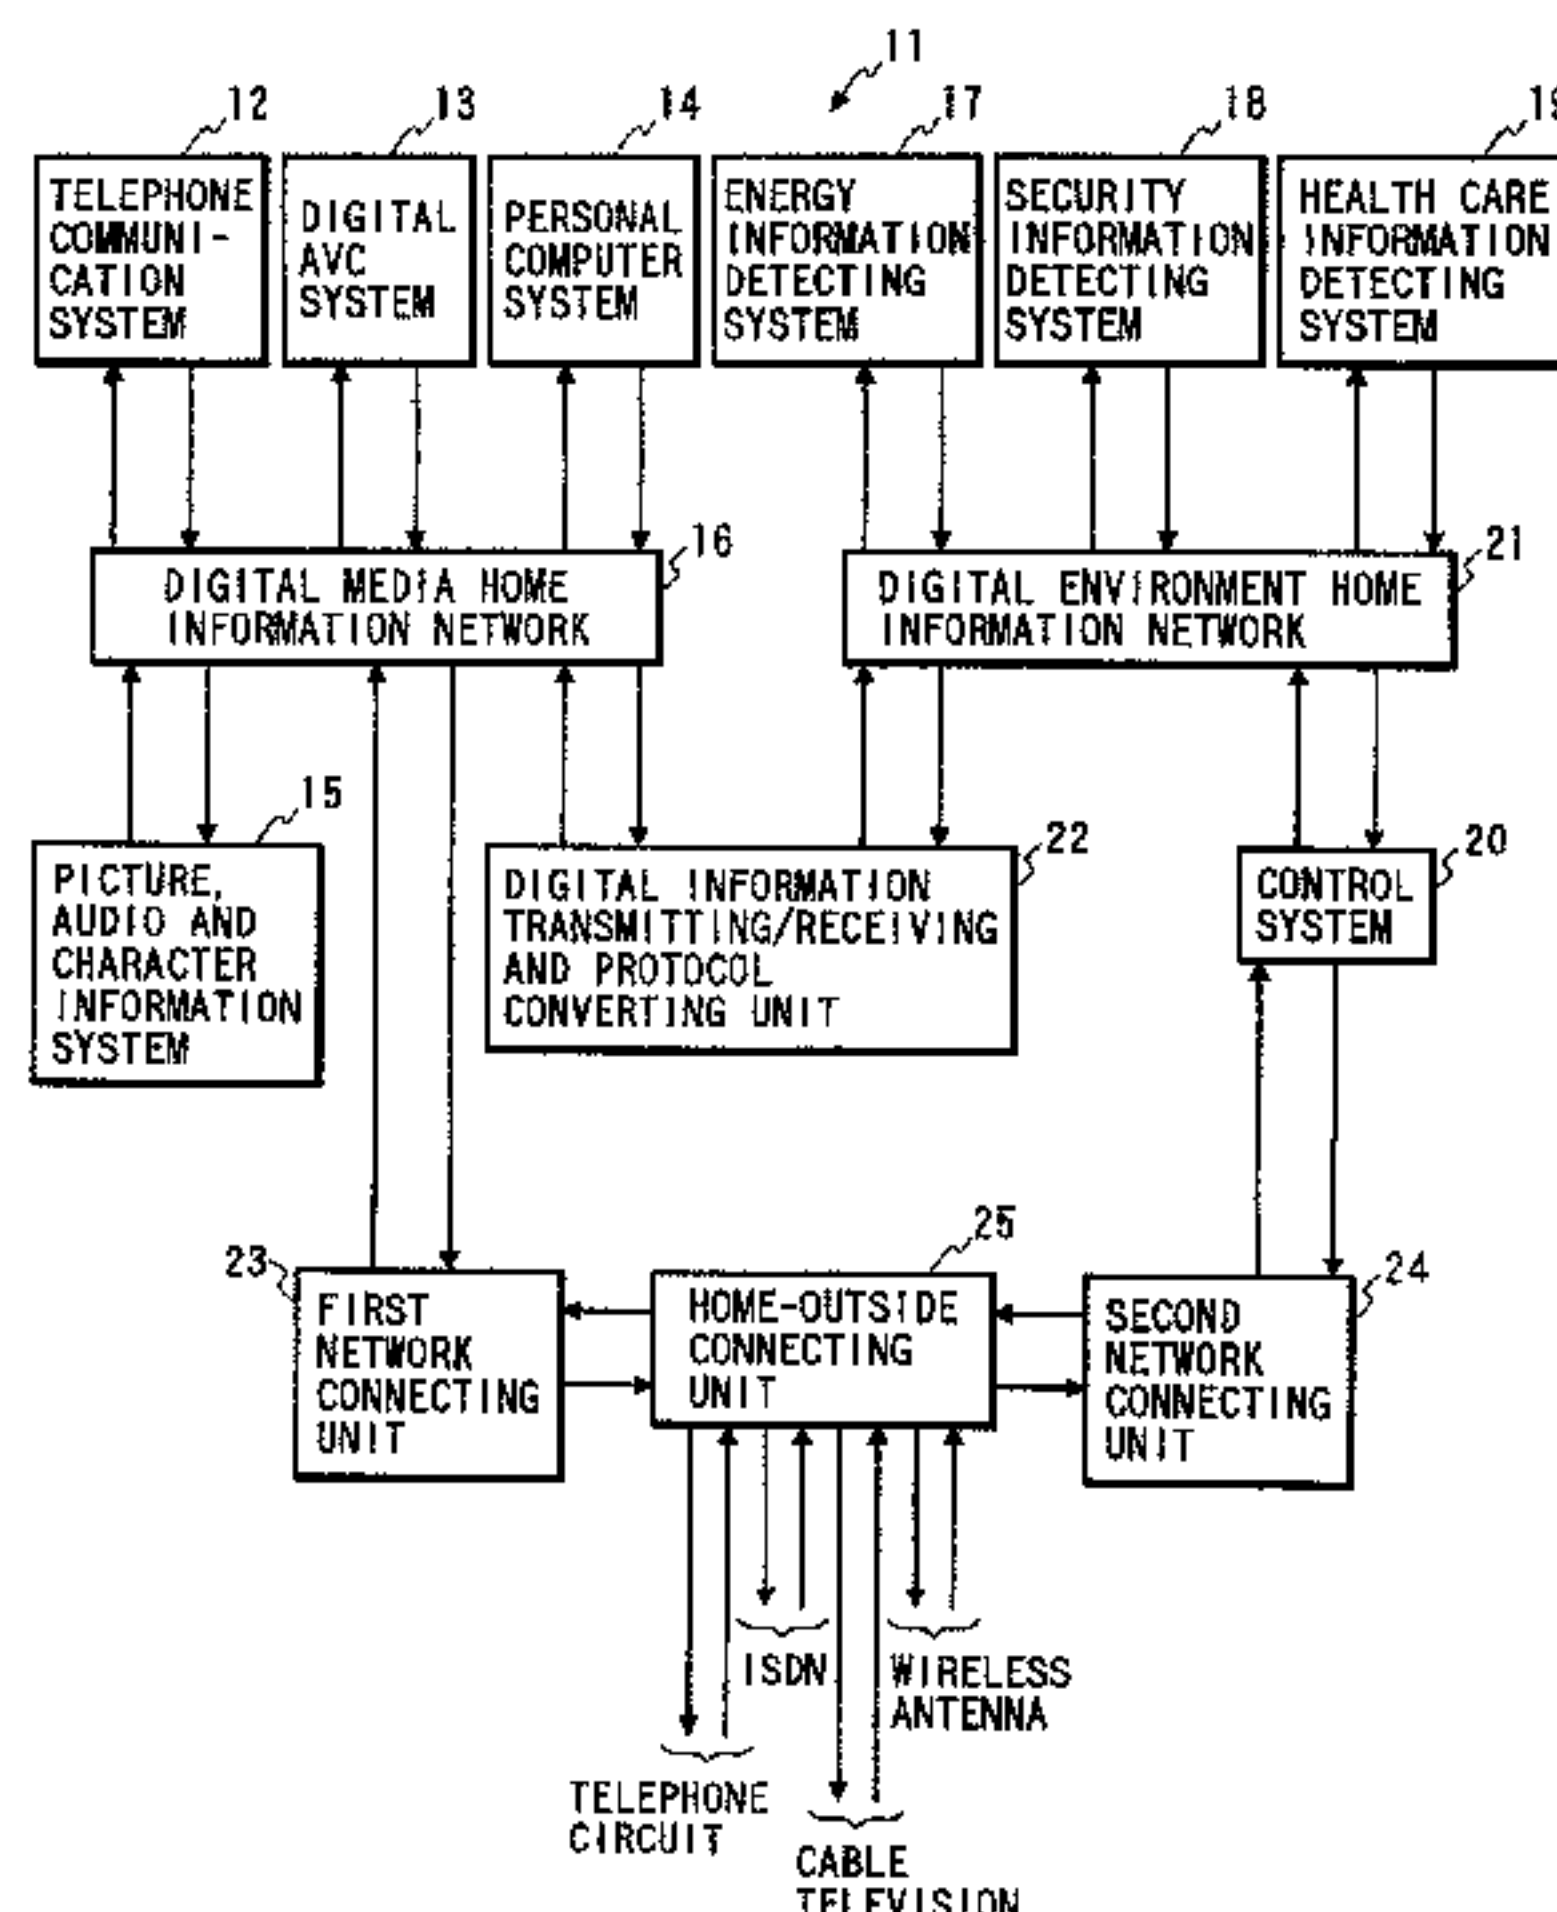 11
12
13
14
17
18
19
TELEPHONE
COMMUNI-
CATION
SYSTEM
DIGITAL
AVC
SYSTEM
PERSONAL
COMPUTER
SYSTEM
ENERGY
INFORMATION
DETECTING
SYSTEM
SECURITY
INFORMATION
DETECTING
SYSTEM
HEALTH CARE
INFORMATION
DETECTING
SYSTEM
16
DIGITAL MEDIA HOME
INFORMATION NETWORK
21
DIGITAL ENVIRONMENT HOME
INFORMATION NETWORK
15
PICTURE,
AUDIO AND
CHARACTER
INFORMATION
SYSTEM
22
DIGITAL INFORMATION
TRANSMITTING/RECEIVING
AND PROTOCOL
CONVERTING UNIT
20
CONTROL
SYSTEM
23
FIRST
NETWORK
CONNECTING
UNIT
25
HOME-OUTSIDE
CONNECTING
UNIT
24
SECOND
NETWORK
CONNECTING
UNIT
ISDN
WIRELESS
ANTENNA
TELEPHONE
CIRCUIT
CABLE
TELEVISION